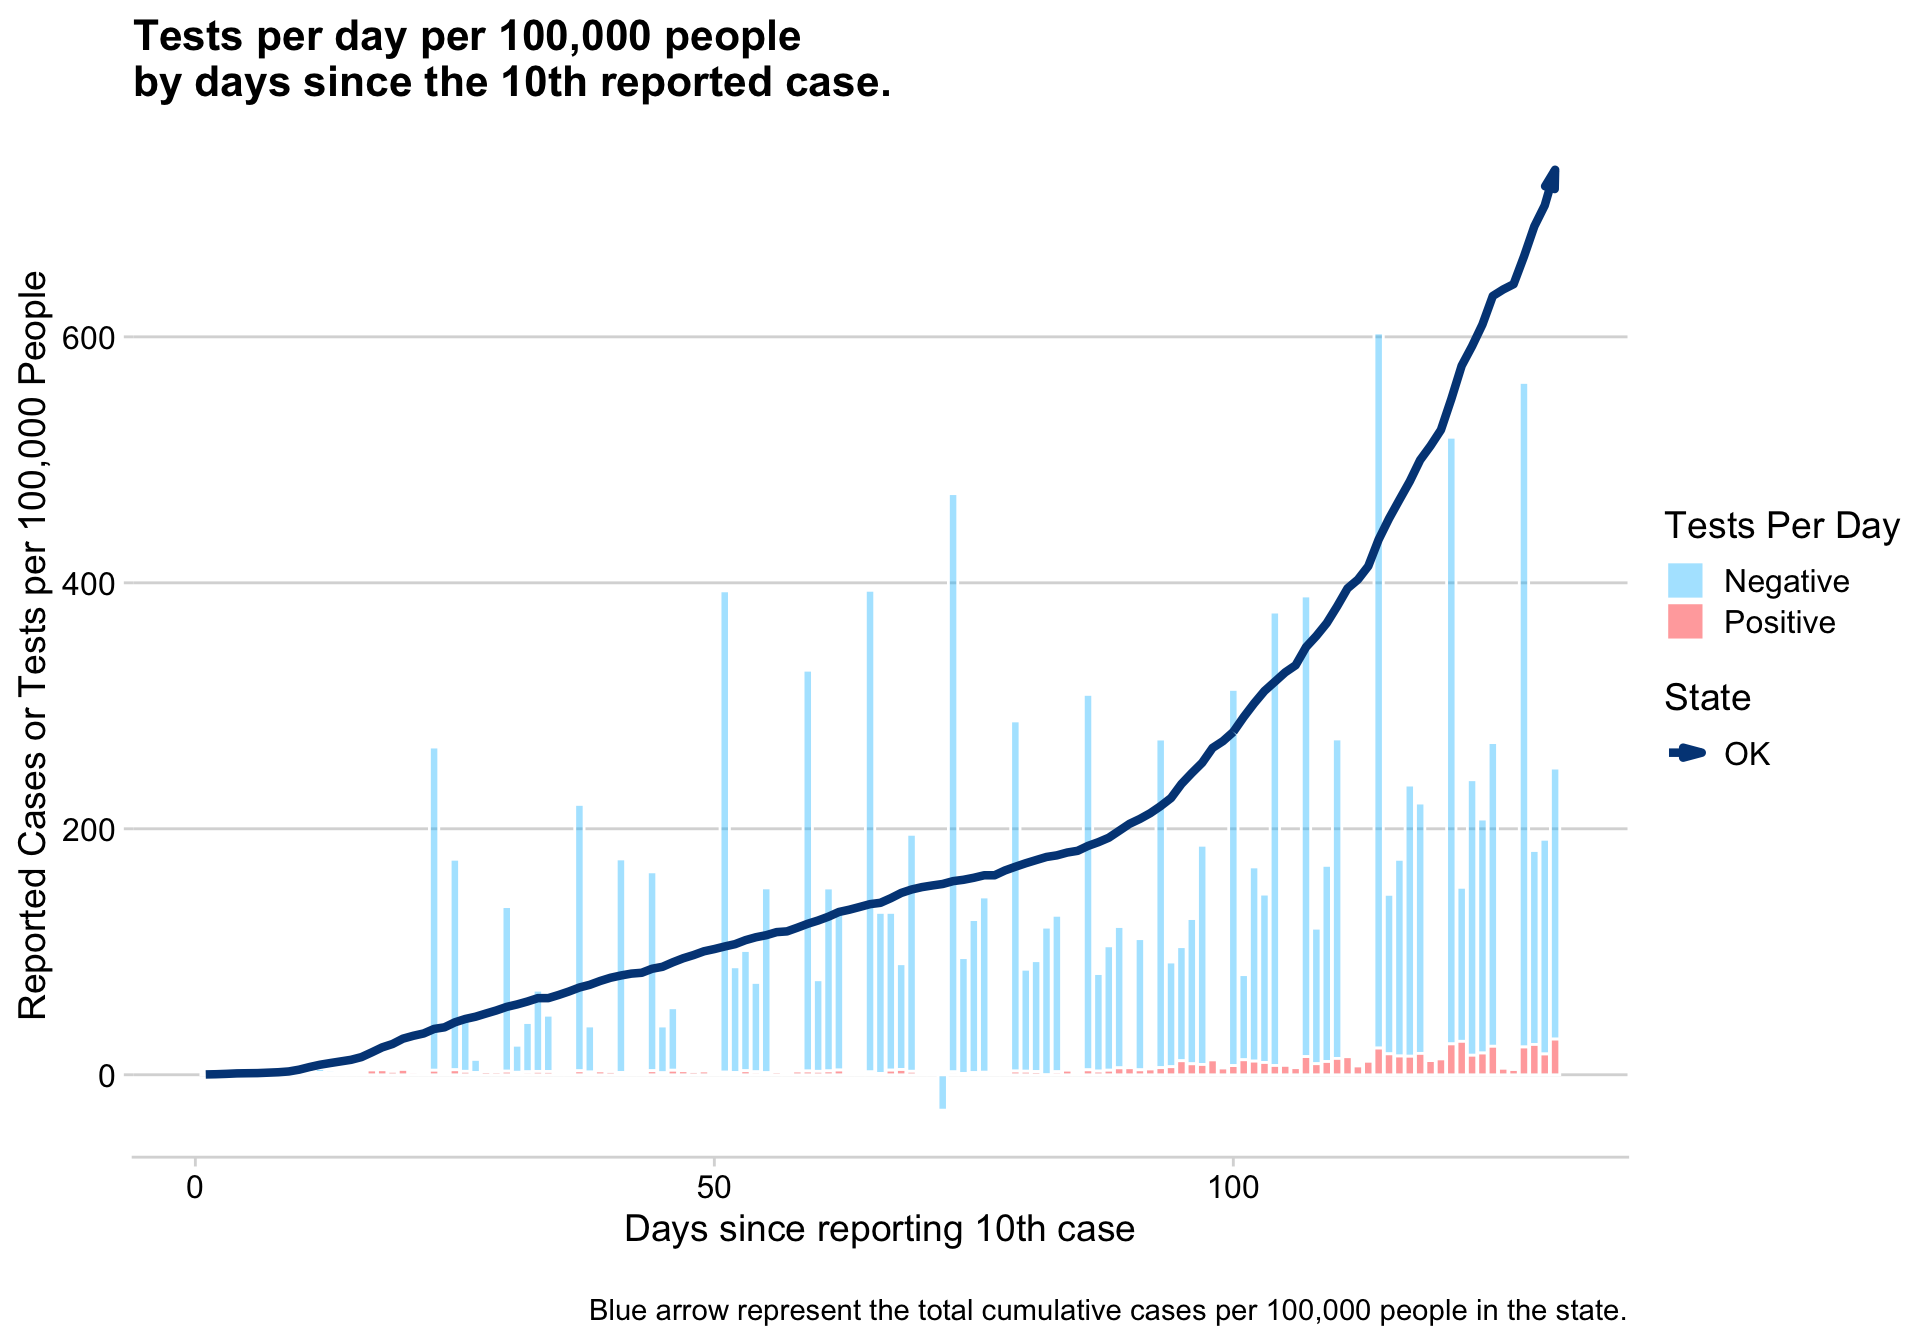 Tests per day per 100,000 people
by days since the 10th reported case.
Reported Cases or Tests per 100,000 People
600
400
200
0
0
50
100
Days since reporting 10th case
Tests Per Day
Negative
Positive
State
OK
Blue arrow represent the total cumulative cases per 100,000 people in the state.